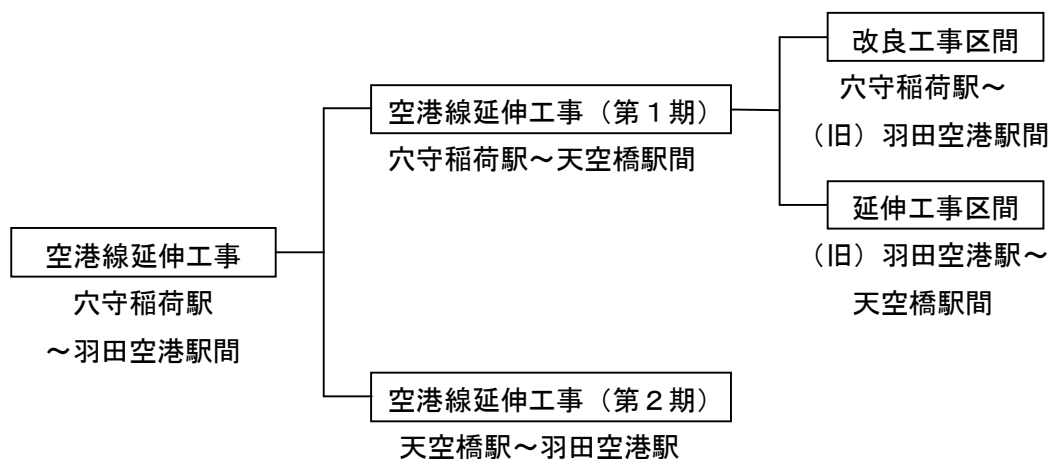 空港線延伸工事
穴守稲荷駅
～羽田空港駅間
空港線延伸工事（第１期）
穴守稲荷駅～天空橋駅間
改良工事区間
穴守稲荷駅～
（旧）羽田空港駅間
延伸工事区間
（旧）羽田空港駅～
天空橋駅間
空港線延伸工事（第２期）
天空橋駅～羽田空港駅